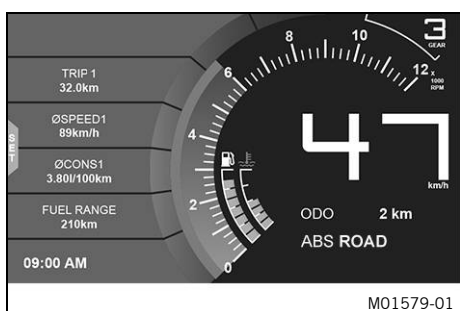 TRIP 1
32.0km
ØSPEED1
89km/h
ØCONS1
3.80l/100km
FUEL RANGE
210km
09:00 AM
SET
0
2
4
6
8
10
12
X
1000
RPM
3
GEAR
47
km/h
ODO 2 km
ABS ROAD
M01579-01